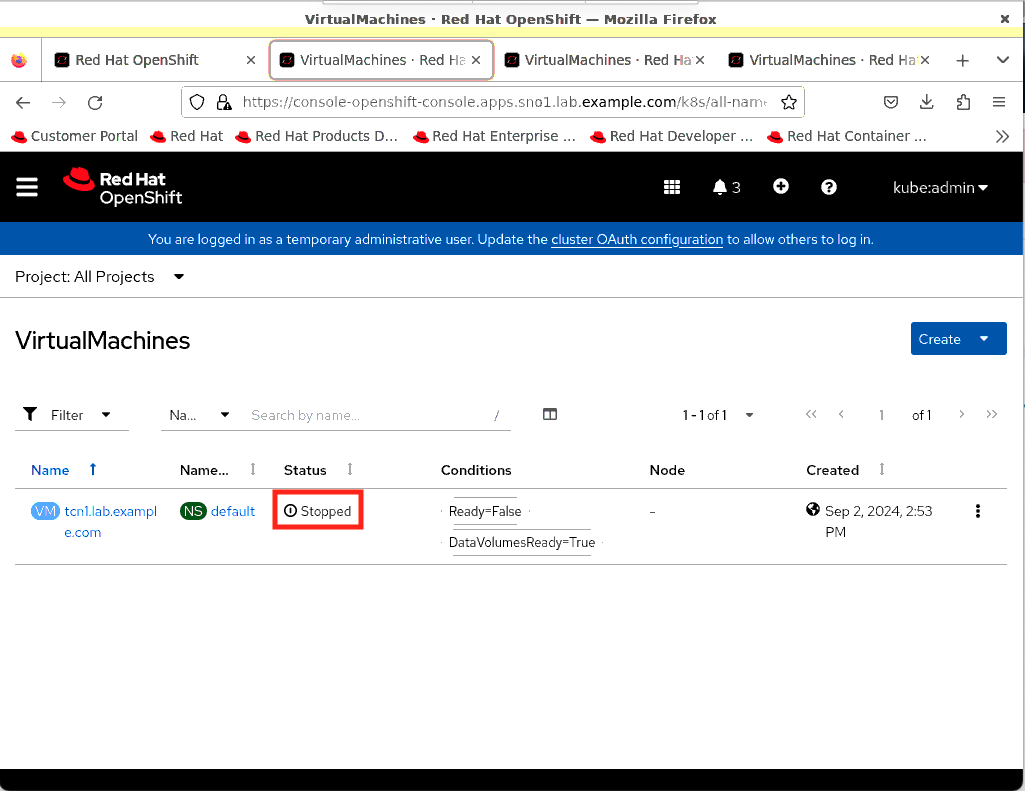 VirtualMachines · Red Hat OpenShift — Mozilla Firefox
Red Hat OpenShift
VirtualMachines · Red Ha
VirtualMachines · Red Hat
VirtualMachines · Red Hat
https://console-openshift-console.apps.sno1.lab.example.com/k8s/all-name
Customer Portal
Red Hat
Red Hat Products D...
Red Hat Enterprise ...
Red Hat Developer ...
Red Hat Container ...
Red Hat
OpenShift
3
kube:admin
You are logged in as a temporary administrative user. Update the cluster OAuth configuration to allow others to log in.
Project: All Projects
VirtualMachines
Create
Filter
Na...
Search by name...
/
1 - 1 of 1
1
of 1
Name
Name...
Status
Conditions
Node
Created
VM tcn1.lab.exampl
e.com
NS default
Stopped
Ready=False
DataVolumesReady=True
-
Sep 2, 2024, 2:53
PM